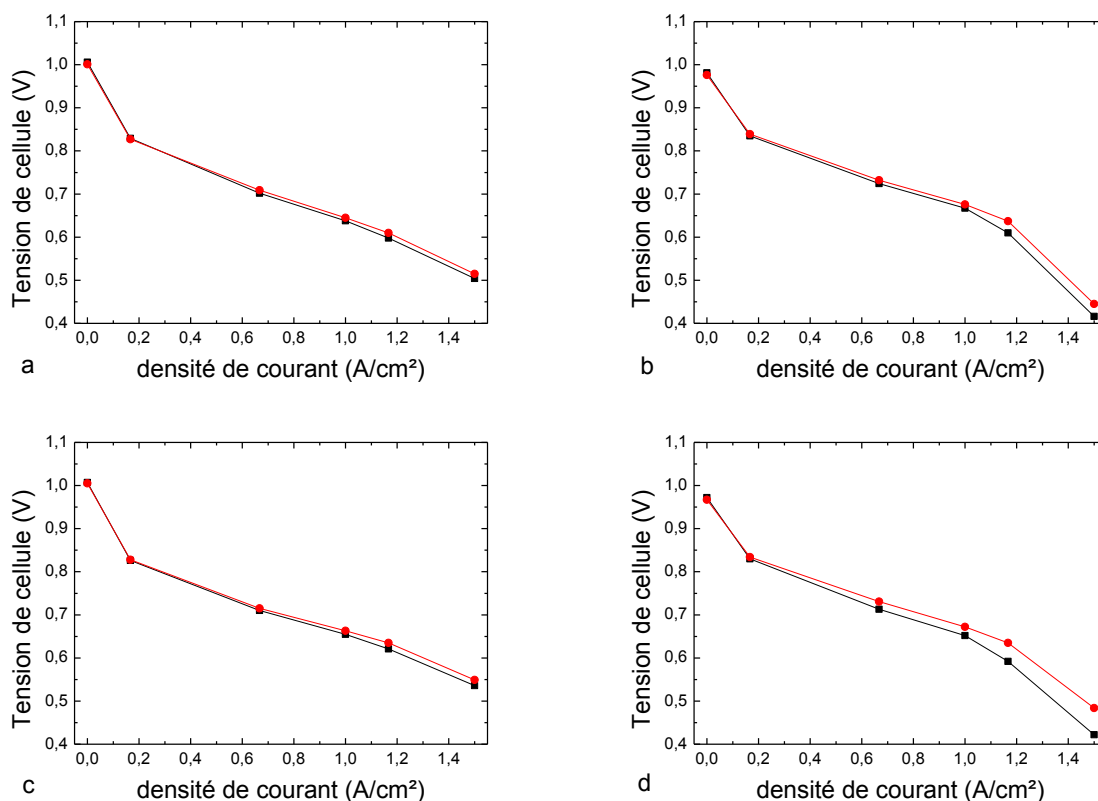 1,1
1,0
0,9
0,8
0,7
0,6
0,5
0,4
Tension de cellule (V)
0,0 0,2 0,4 0,6 0,8 1,0 1,2 1,4
densité de courant (A/cm²)
a
1,1
1,0
0,9
0,8
0,7
0,6
0,5
0,4
Tension de cellule (V)
0,0 0,2 0,4 0,6 0,8 1,0 1,2 1,4
densité de courant (A/cm²)
b
1,1
1,0
0,9
0,8
0,7
0,6
0,5
0,4
Tension de cellule (V)
0,0 0,2 0,4 0,6 0,8 1,0 1,2 1,4
densité de courant (A/cm²)
c
1,1
1,0
0,9
0,8
0,7
0,6
0,5
0,4
Tension de cellule (V)
0,0 0,2 0,4 0,6 0,8 1,0 1,2 1,4
densité de courant (A/cm²)
d